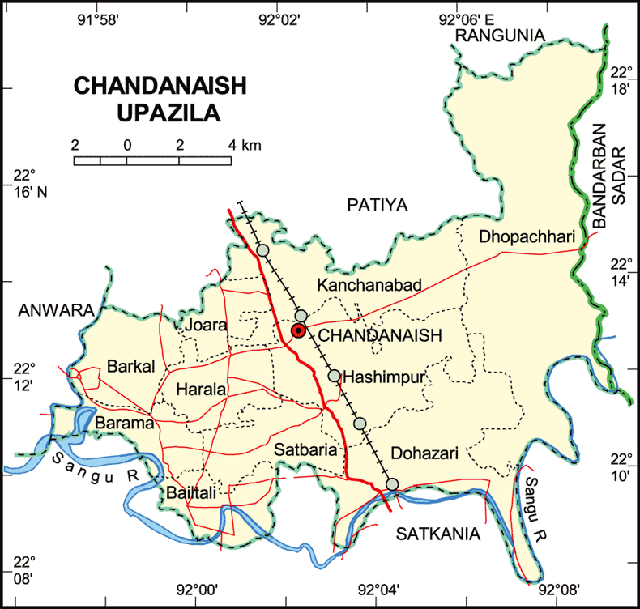 91°58'
92°02'
92°06' E
RANGUNIA
CHANDANAISH
UPAZILA
22°
18'
2 0 2 4 km
22°
16' N
PATIYA
BANDARBAN
SADAR
Dhopachhari
22°
14'
Kanchanabad
ANWARA
Joara
CHANDANAISH
Barkal
Hashimpur
22°
12'
Harala
Barama
Satbaria
Dohazari
Sangu R
22°
10'
Bailtali
Sangu R
SATKANIA
22°
08'
92°00'
92°04'
92°08'